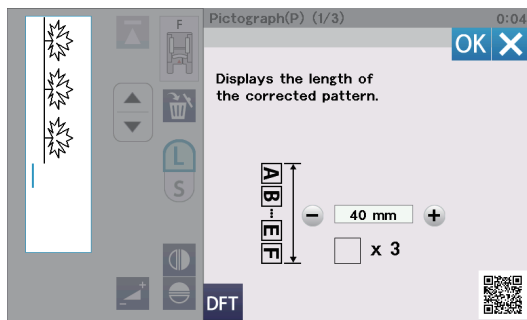 F
Pictograph(P) (1/3)
0:04
OK
Displays the length of
the corrected pattern.
L
S
A
B
E
F
40 mm
x 3
DFT